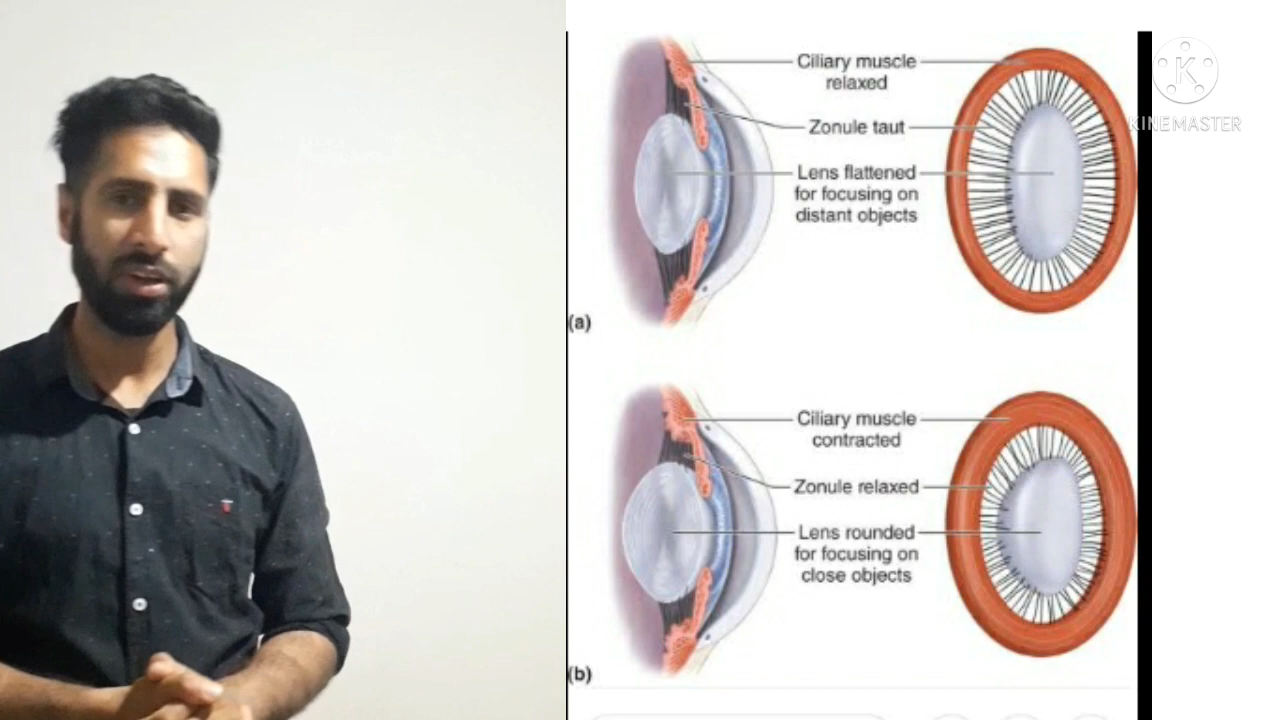 Ciliary muscle
relaxed
Zonule taut
Lens flattened
for focusing on
distant objects
(a)
Ciliary muscle
contracted
Zonule relaxed
Lens rounded
for focusing on
close objects
(b)
K
KINEMASTER